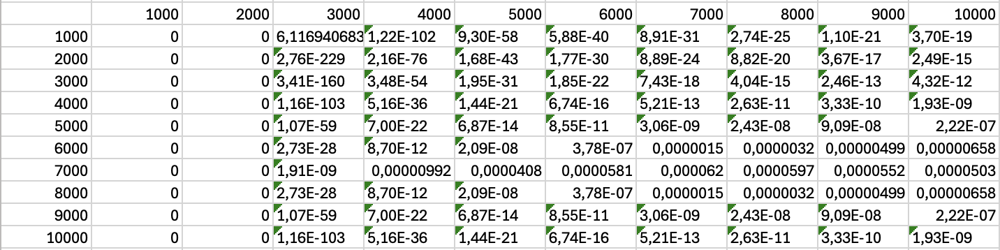 1000 2000 3000 4000 5000 6000 7000 8000 9000 10000
1000 0 0 6,116940683 1,22E-102 9,30E-58 5,88E-40 8,91E-31 2,74E-25 1,10E-21 3,70E-19
2000 0 0 2,76E-229 2,16E-76 1,68E-43 1,77E-30 8,89E-24 8,82E-20 3,67E-17 2,49E-15
3000 0 0 3,41E-160 3,48E-54 1,95E-31 1,85E-22 7,43E-18 4,04E-15 2,46E-13 4,32E-12
4000 0 0 1,16E-103 5,16E-36 1,44E-21 6,74E-16 5,21E-13 2,63E-11 3,33E-10 1,93E-09
5000 0 0 1,07E-59 7,00E-22 6,87E-14 8,55E-11 3,06E-09 2,43E-08 9,09E-08 2,22E-07
6000 0 0 2,73E-28 8,70E-12 2,09E-08 3,78E-07 0,0000015 0,0000032 0,00000499 0,00000658
7000 0 0 1,91E-09 0,00000992 0,0000408 0,0000581 0,000062 0,0000597 0,0000552 0,0000503
8000 0 0 2,73E-28 8,70E-12 2,09E-08 3,78E-07 0,0000015 0,0000032 0,00000499 0,00000658
9000 0 0 1,07E-59 7,00E-22 6,87E-14 8,55E-11 3,06E-09 2,43E-08 9,09E-08 2,22E-07
10000 0 0 1,16E-103 5,16E-36 1,44E-21 6,74E-16 5,21E-13 2,63E-11 3,33E-10 1,93E-09